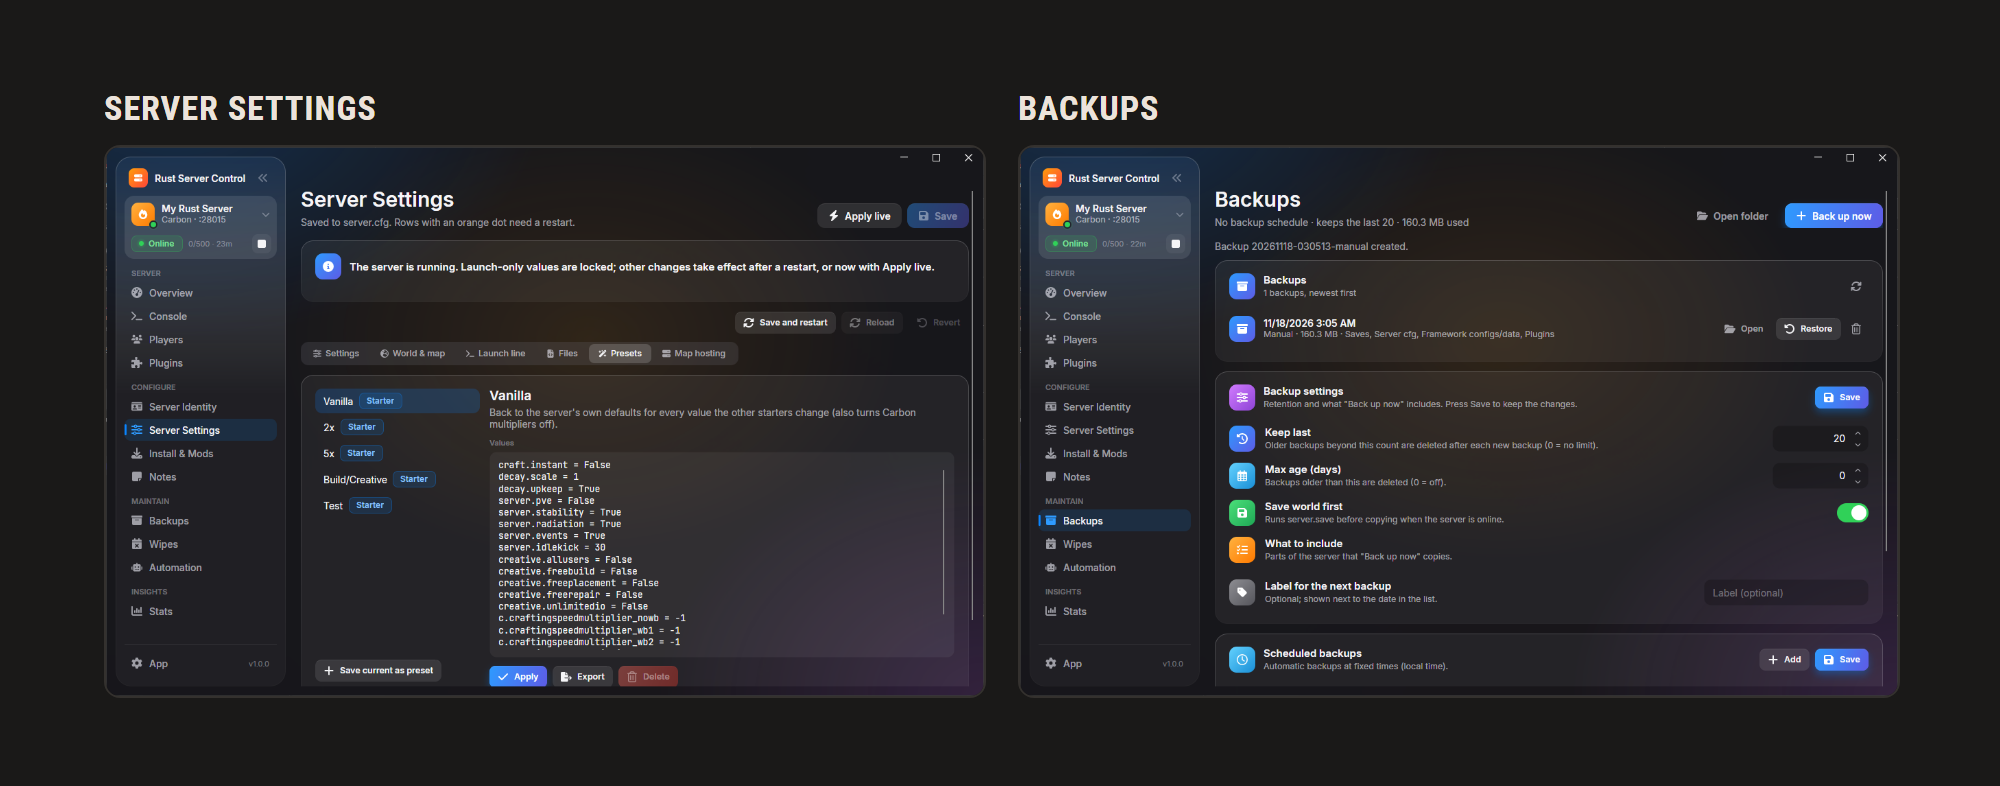 SERVER SETTINGS
Rust Server Control
My Rust Server
Carbon · :28015
Online
0/500 · 23m
SERVER
Overview
Console
Players
Plugins
CONFIGURE
Server Identity
Server Settings
Install & Mods
Notes
MAINTAIN
Backups
Wipes
Automation
INSIGHTS
Stats
App
v1.0.0
Server Settings
Saved to server.cfg. Rows with an orange dot need a restart.
Apply live
Save
The server is running. Launch-only values are locked; other changes take effect after a restart, or now with Apply live.
Save and restart
Reload
Revert
Settings
World & map
Launch line
Files
Presets
Map hosting
Vanilla Starter
2x Starter
5x Starter
Build/Creative Starter
Test Starter
Save current as preset
Vanilla
Back to the server's own defaults for every value the other starters change (also turns Carbon
multipliers off).
Values
craft.instant = False
decay.scale = 1
decay.upkeep = True
server.pve = False
server.stability = True
server.radiation = True
server.events = True
server.idlekick = 30
creative.allusers = False
creative.freebuild = False
creative.freeplacement = False
creative.freerepair = False
creative.unlimitedio = False
c.craftingspeedmultiplier_nowb = -1
c.craftingspeedmultiplier_wb1 = -1
c.craftingspeedmultiplier_wb2 = -1
Apply
Export
Delete
BACKUPS
Rust Server Control
My Rust Server
Carbon · :28015
Online
0/500 · 22m
SERVER
Overview
Console
Players
Plugins
CONFIGURE
Server Identity
Server Settings
Install & Mods
Notes
MAINTAIN
Backups
Wipes
Automation
INSIGHTS
Stats
App
v1.0.0
Backups
No backup schedule · keeps the last 20 · 160.3 MB used
Open folder
Back up now
Backup 20261118-030513-manual created.
Backups
1 backups, newest first
11/18/2026 3:05 AM
Manual · 160.3 MB · Saves, Server cfg, Framework configs/data, Plugins
Open
Restore
Backup settings
Retention and what "Back up now" includes. Press Save to keep the changes.
Save
Keep last
Older backups beyond this count are deleted after each new backup (0 = no limit).
20
Max age (days)
Backups older than this are deleted (0 = off).
0
Save world first
Runs server.save before copying when the server is online.
What to include
Parts of the server that "Back up now" copies.
Label for the next backup
Optional; shown next to the date in the list.
Label (optional)
Scheduled backups
Automatic backups at fixed times (local time).
Add
Save